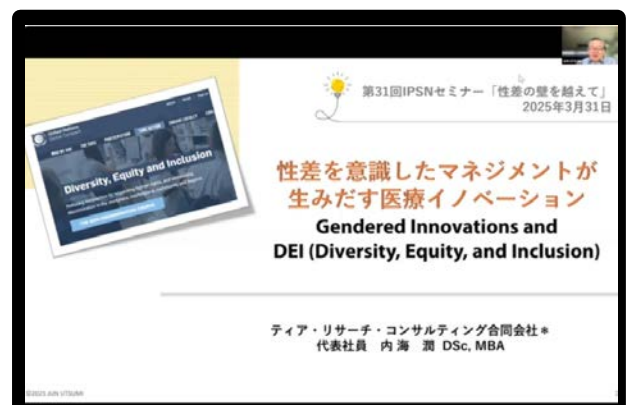 第31回IPSNセミナー「性差の壁を越えて」
2025年3月31日
Diversity, Equity and Inclusion
性差を意識したマネジメントが
生みだす医療イノベーション
Gendered Innovations and
DEI (Diversity, Equity, and Inclusion)
ティア・リサーチ・コンサルティング合同会社*
代表社員 内海 潤 DSc, MBA
©2025 JUN UTSUMI